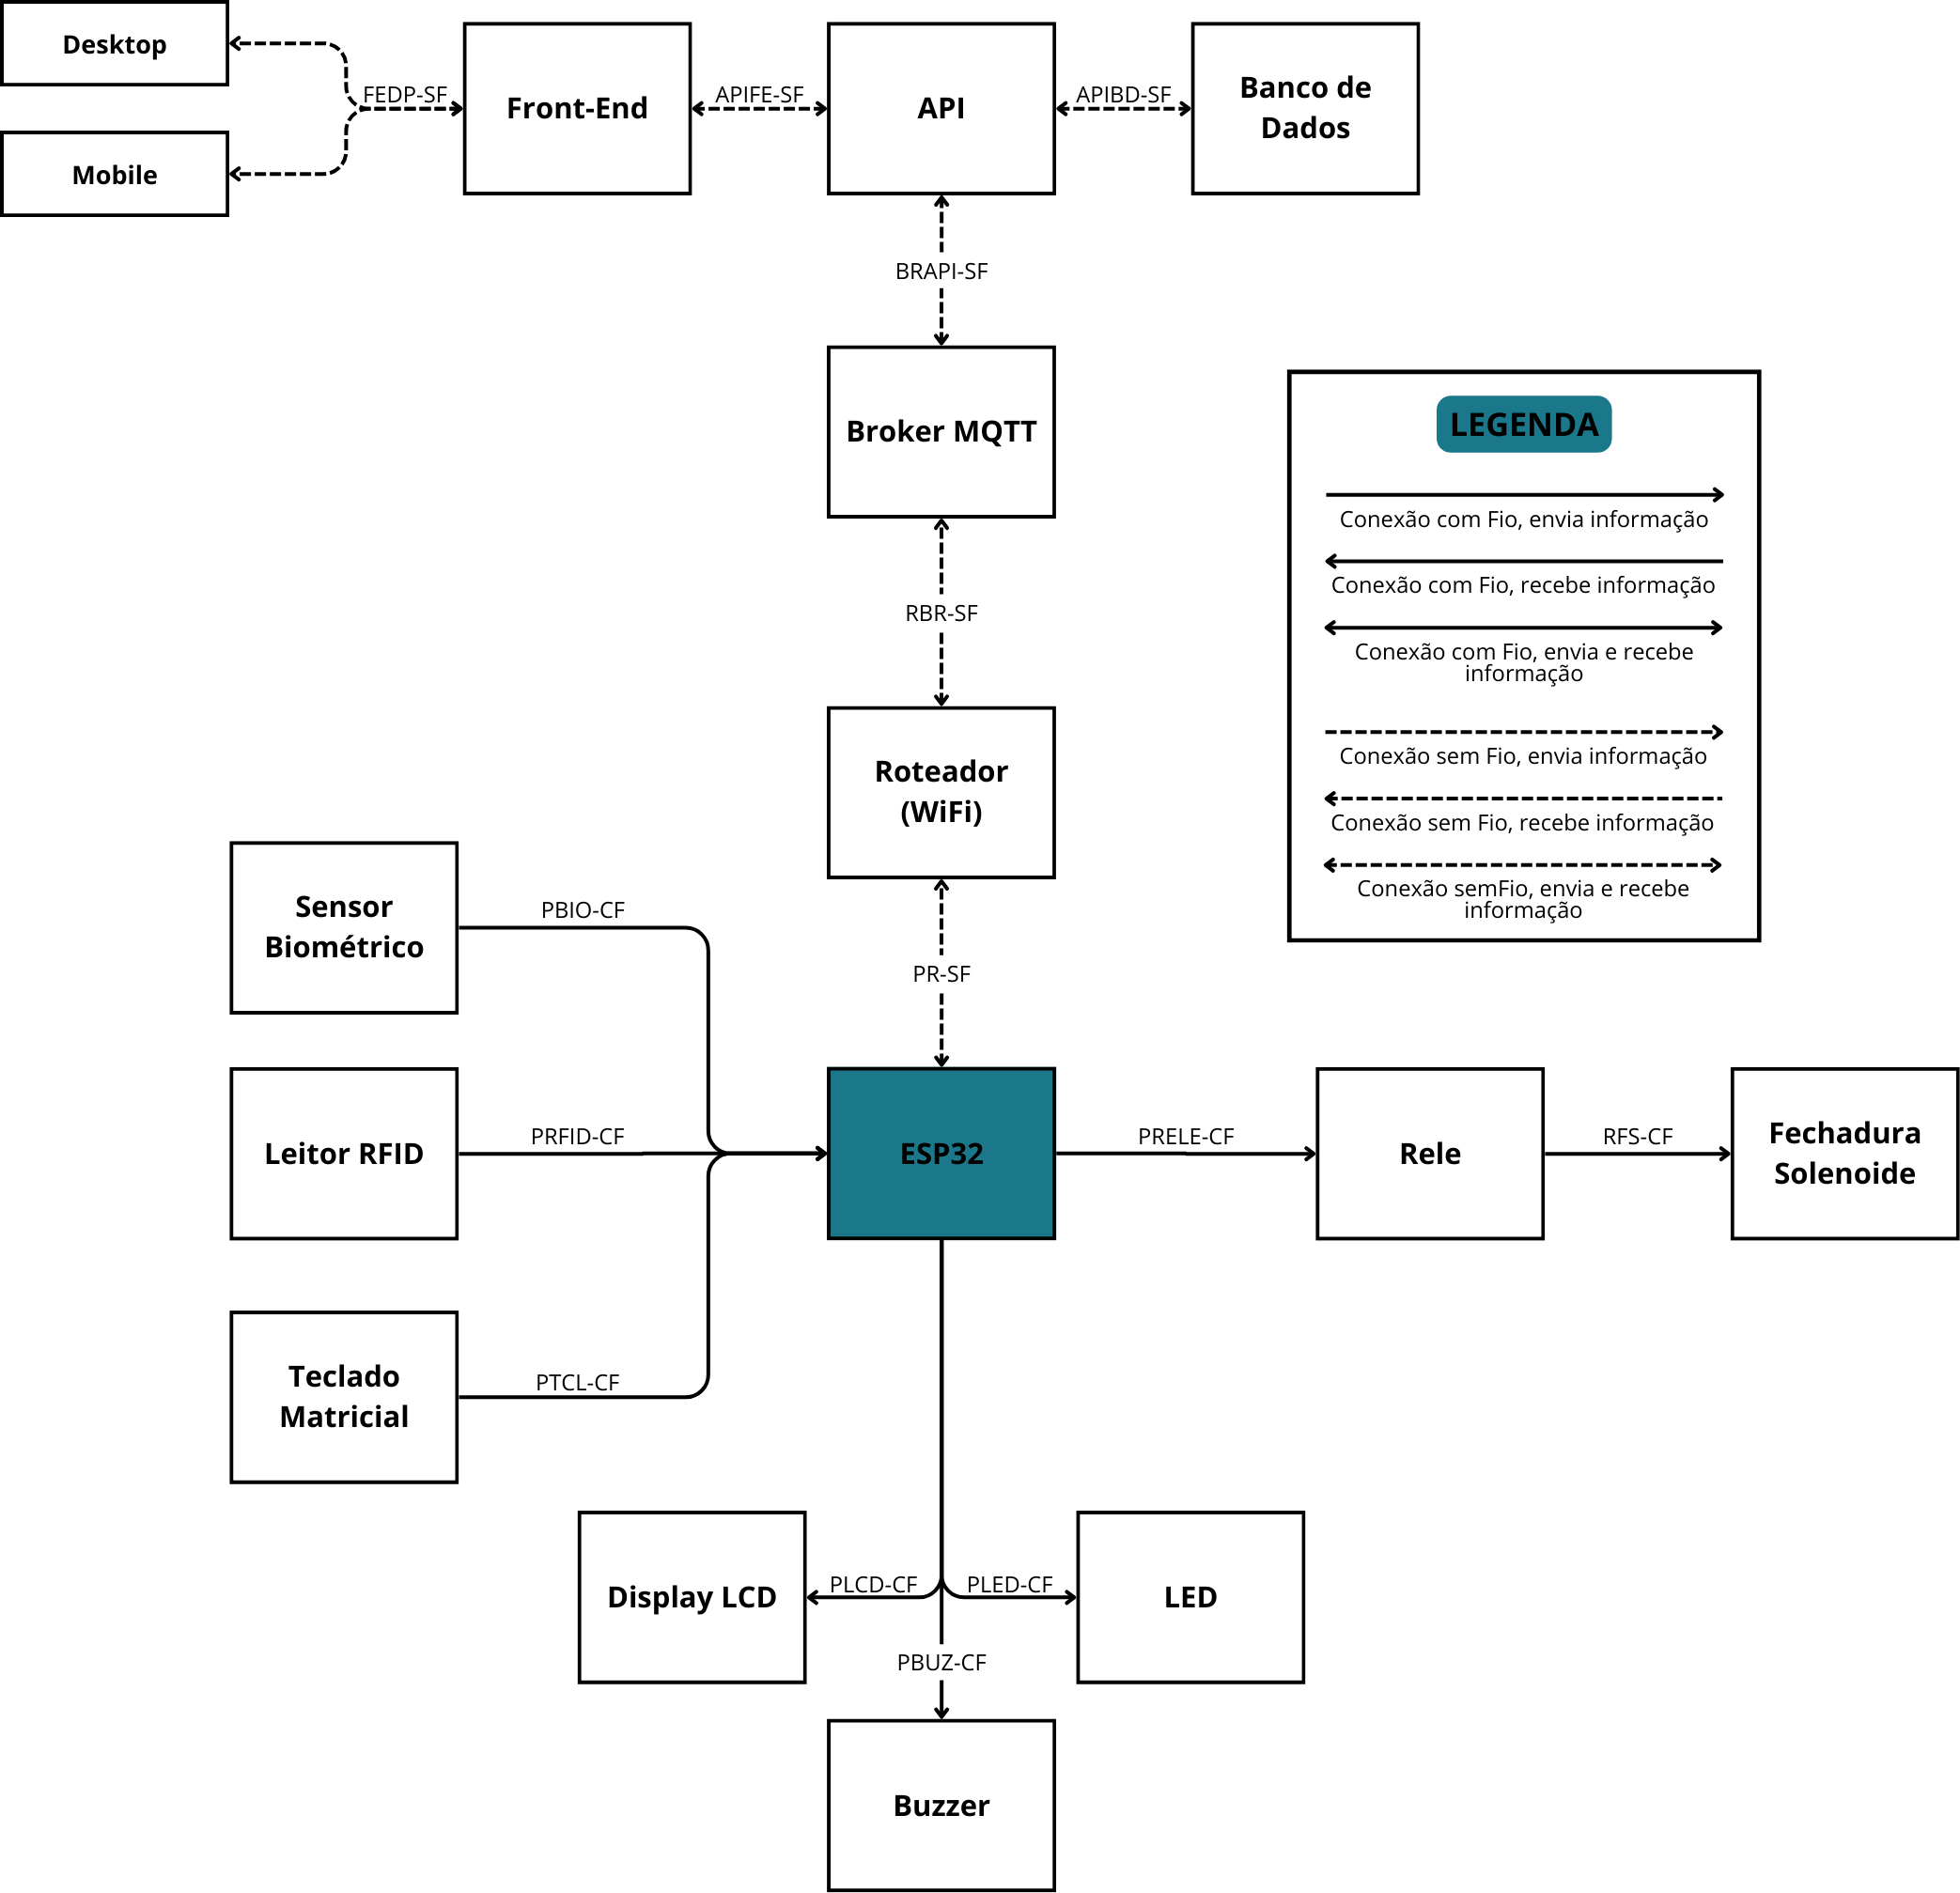 Desktop
Mobile
FEDP-SF
Front-End
APIFE-SF
API
APIBD-SF
Banco de
Dados
BRAPI-SF
Broker MQTT
RBR-SF
Roteador
(WiFi)
PR-SF
LEGENDA
Conexão com Fio, envia informação
Conexão com Fio, recebe informação
Conexão com Fio, envia e recebe
informação
Conexão sem Fio, envia informação
Conexão sem Fio, recebe informação
Conexão semFio, envia e recebe
informação
Sensor
Biométrico
PBIO-CF
Leitor RFID
PRFID-CF
ESP32
PRELE-CF
Rele
RFS-CF
Fechadura
Solenoide
Teclado
Matricial
PTCL-CF
Display LCD
PLCD-CF
PLED-CF
LED
PBUZ-CF
Buzzer